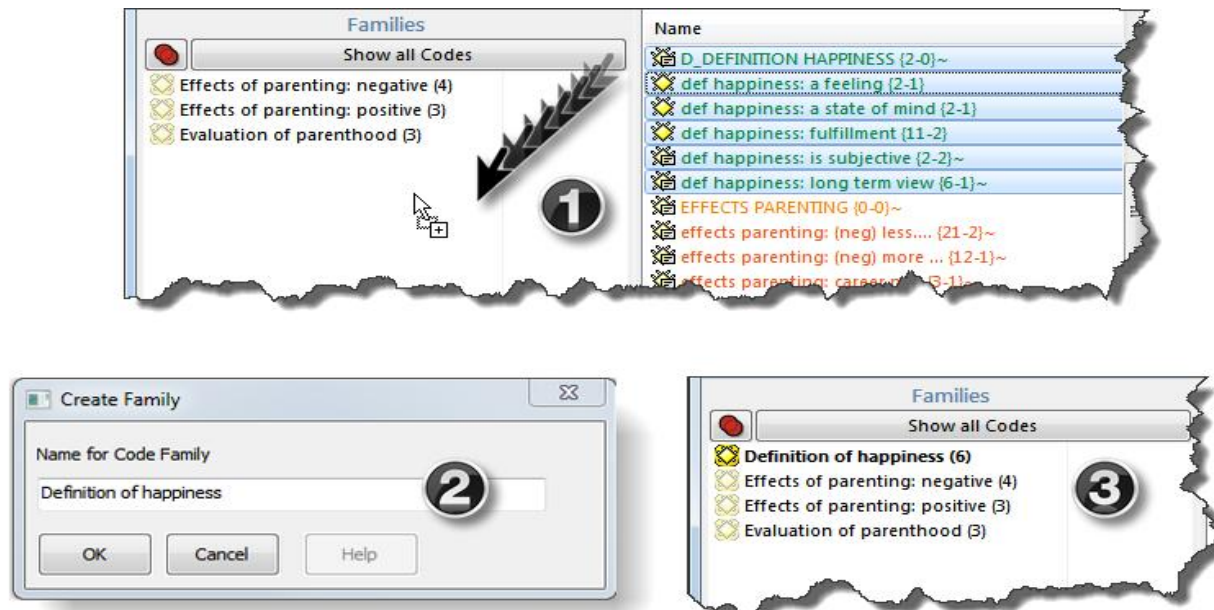 Families
Show all Codes
Effects of parenting: negative (4)
Effects of parenting: positive (3)
Evaluation of parenthood (3)
1
Name
D_DEFINITION HAPPINESS {2-0}~
def happiness: a feeling {2-1}
def happiness: a state of mind {2-1}
def happiness: fulfillment {11-2}
def happiness: is subjective {2-2}~
def happiness: long term view {6-1}~
EFFECTS PARENTING {0-0}~
effects parenting: (neg) less.... {21-2}~
effects parenting: (neg) more ... {12-1}~
effects parenting:
Create Family
Name for Code Family
Definition of happiness
2
OK Cancel Help
Families
Show all Codes
Definition of happiness (6)
Effects of parenting: negative (4)
Effects of parenting: positive (3)
Evaluation of parenthood (3)
3